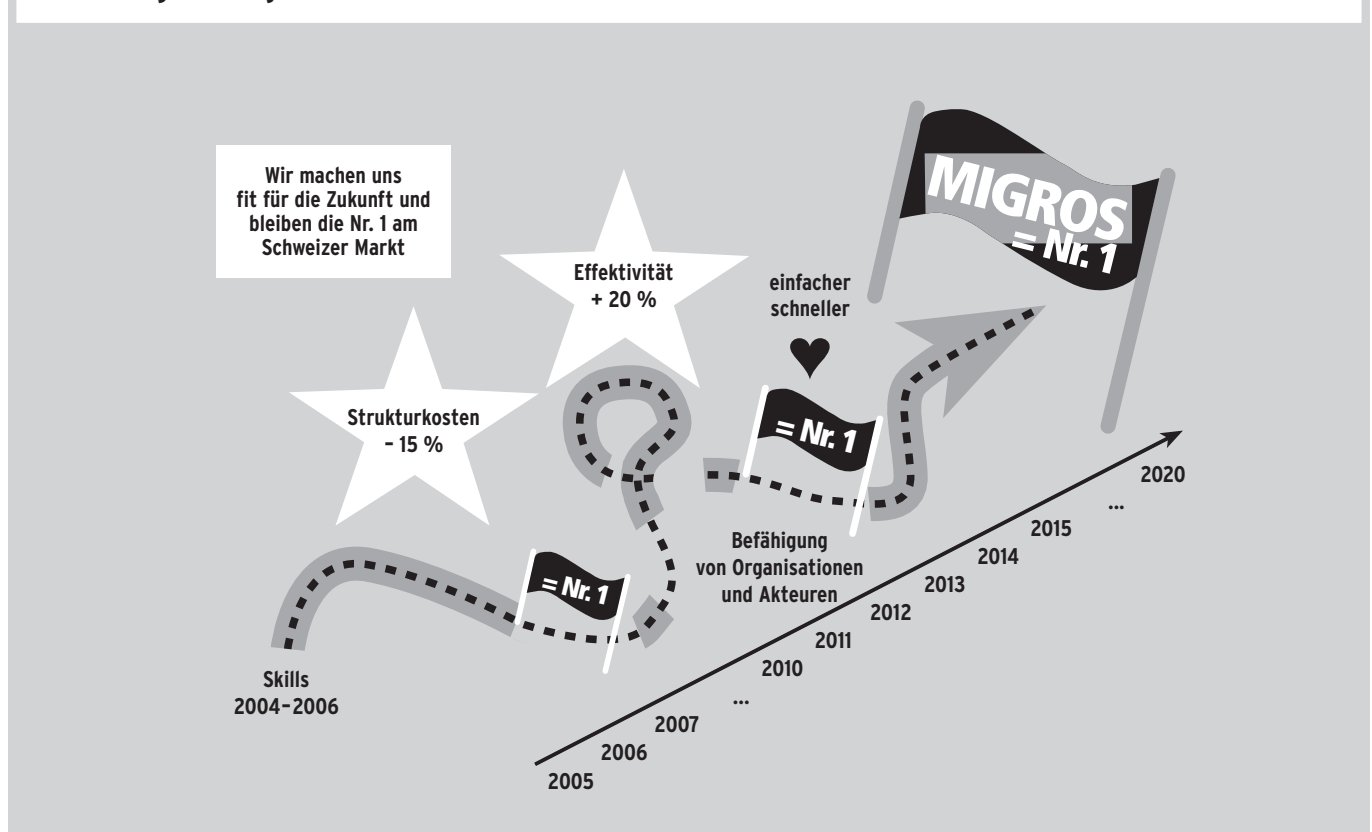 Wir machen uns
fit für die Zukunft und
bleiben die Nr. 1 am
Schweizer Markt
MIGROS
= Nr. 1
Effektivität
+ 20 %
einfacher
schneller
Strukturkosten
– 15 %
= Nr. 1
= Nr. 1
Befähigung
von Organisationen
und Akteuren
Skills
2004–2006
2005
2006
2007
...
2010
2011
2012
2013
2014
2015
...
2020